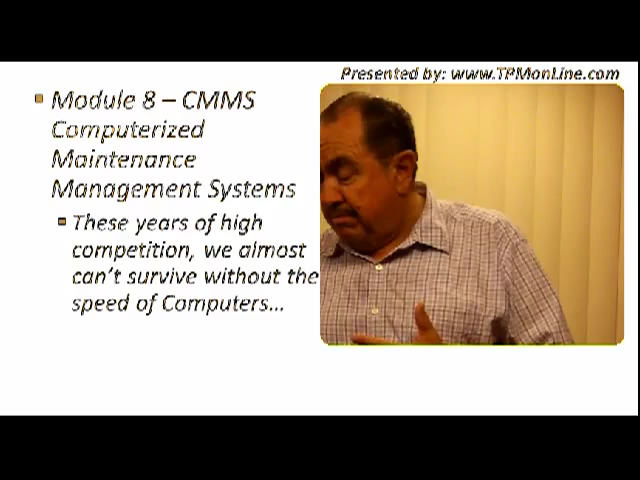 Presented by: www.TPMonLine.com
Module 8 – CMMS
Computerized
Maintenance
Management Systems
These years of high
competition, we almost
can't survive without the
speed of Computers...